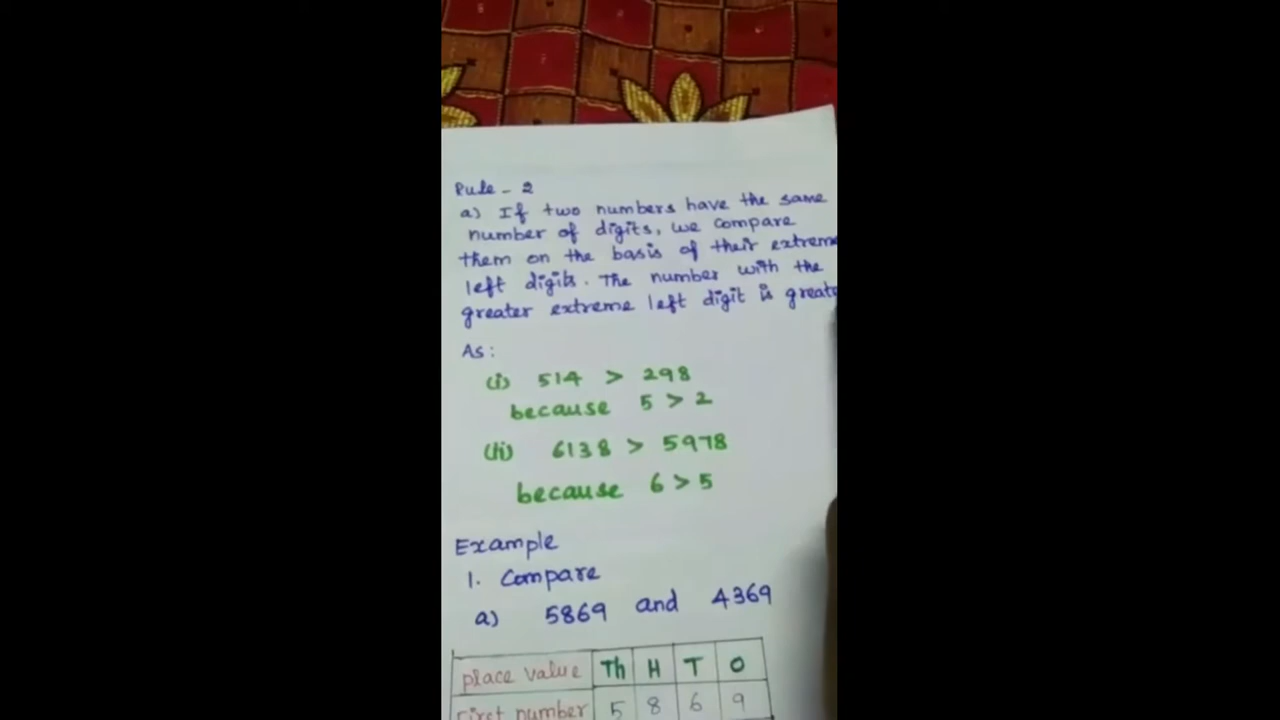 Rule - 2
a) If two numbers have the same
number of digits, we compare
them on the basis of their extreme
left digits. The number with the
greater extreme left digit is greate
As :
(i) 514 > 298
because 5 > 2
(ii) 6138 > 5978
because 6 > 5
Example
1. Compare
a) 5869 and 4369
place value Th H T O
First number 5 8 6 9